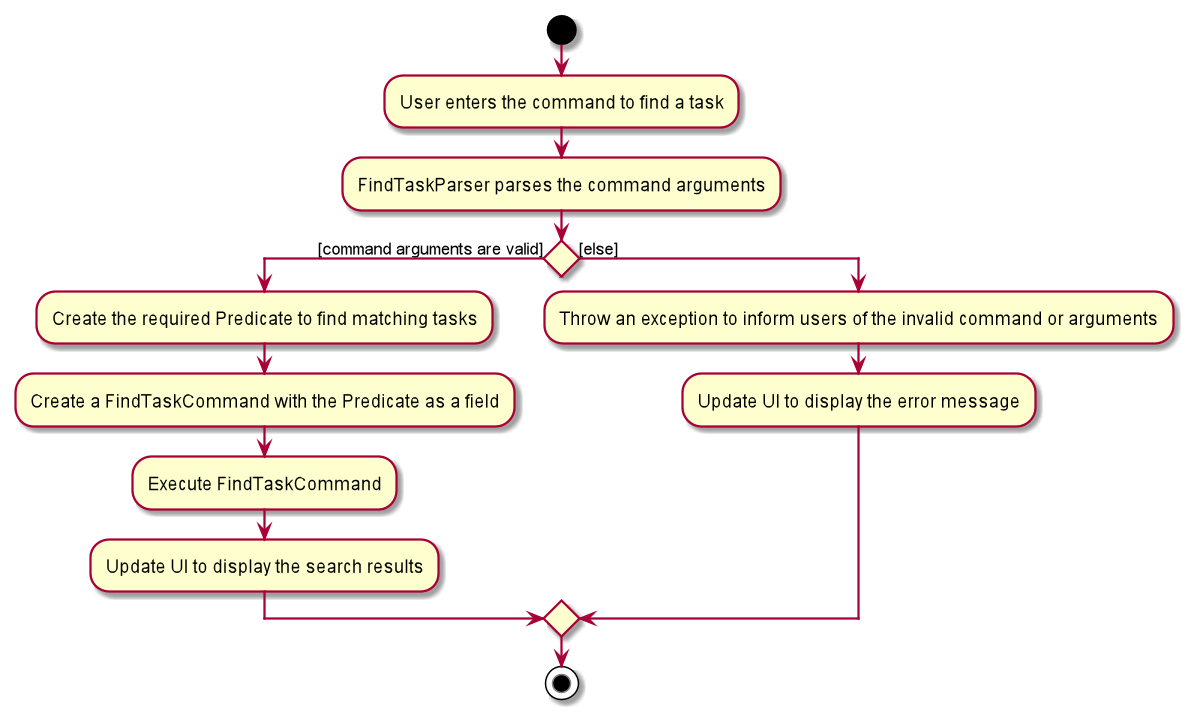 User enters the command to find a task
FindTaskParser parses the command arguments
[command arguments are valid]
[else]
Create the required Predicate to find matching tasks
Throw an exception to inform users of the invalid command or arguments
Create a FindTaskCommand with the Predicate as a field
Update UI to display the error message
Execute FindTaskCommand
Update UI to display the search results